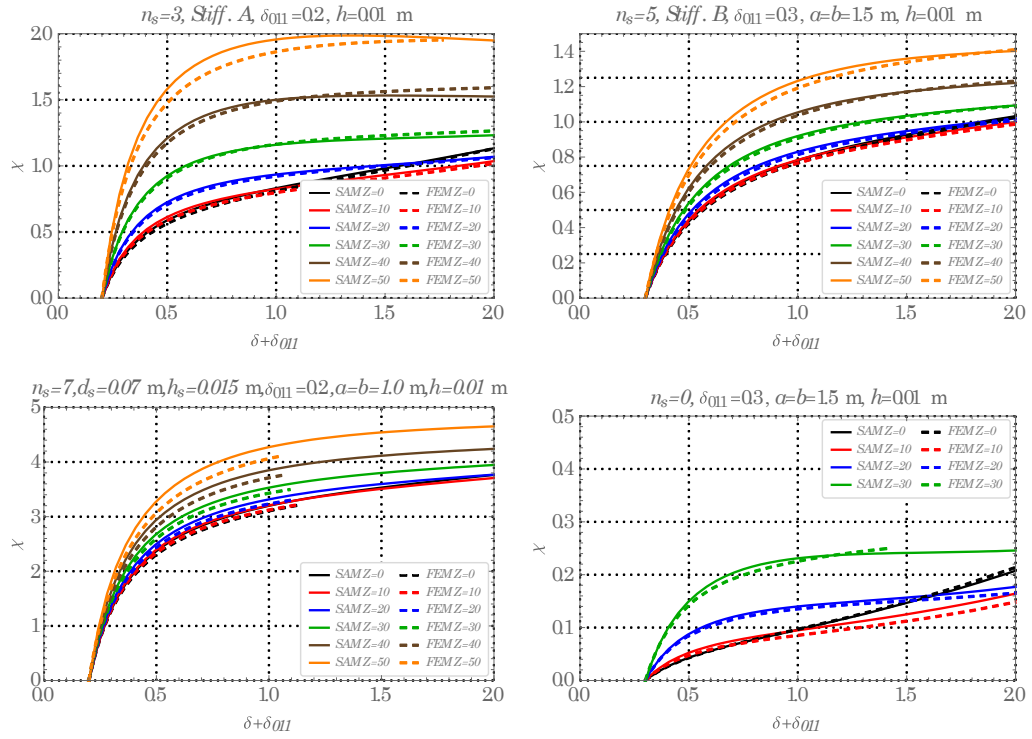 n_s=3, Stiff. A, δ_011=0.2, h=0.01 m
2.0
1.5
1.0
0.5
0.0
χ
SAM Z=0 FEM Z=0
SAM Z=10 FEM Z=10
SAM Z=20 FEM Z=20
SAM Z=30 FEM Z=30
SAM Z=40 FEM Z=40
SAM Z=50 FEM Z=50
0.0 0.5 1.0 1.5 2.0
δ+δ_011
n_s=5, Stiff. B, δ_011=0.3, a=b=1.5 m, h=0.01 m
1.4
1.2
1.0
0.8
0.6
0.4
0.2
0.0
χ
SAM Z=0 FEM Z=0
SAM Z=10 FEM Z=10
SAM Z=20 FEM Z=20
SAM Z=30 FEM Z=30
SAM Z=40 FEM Z=40
SAM Z=50 FEM Z=50
0.0 0.5 1.0 1.5 2.0
δ+δ_011
n_s=7,d_s=0.07 m,h_s=0.015 m,δ_011=0.2,a=b=1.0 m,h=0.01 m
5
4
3
2
1
0
χ
SAM Z=0 FEM Z=0
SAM Z=10 FEM Z=10
SAM Z=20 FEM Z=20
SAM Z=30 FEM Z=30
SAM Z=40 FEM Z=40
SAM Z=50 FEM Z=50
0.0 0.5 1.0 1.5 2.0
δ+δ_011
n_s=0, δ_011=0.3, a=b=1.5 m, h=0.01 m
0.5
0.4
0.3
0.2
0.1
0.0
χ
SAM Z=0 FEM Z=0
SAM Z=10 FEM Z=10
SAM Z=20 FEM Z=20
SAM Z=30 FEM Z=30
0.0 0.5 1.0 1.5 2.0
δ+δ_011